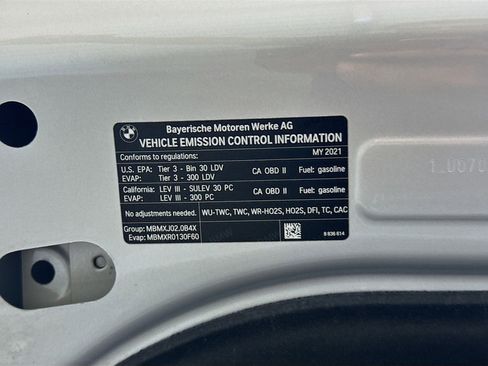 Bayerische Motoren Werke AG
VEHICLE EMISSION CONTROL INFORMATION
Conforms to regulations: MY 2021
U.S. EPA: Tier 3 - Bin 30 LDV CA OBD II Fuel: gasoline
EVAP: Tier 3 - 300 LDV
California: LEV III - SULEV 30 PC CA OBD II Fuel: gasoline
EVAP: LEV III - 300 PC
No adjustments needed. WU-TWC, TWC, WR-HO2S, HO2S, DFI, TC, CAC
Group: MBMXJ02.0B4X
Evap: MBMXR0130F60